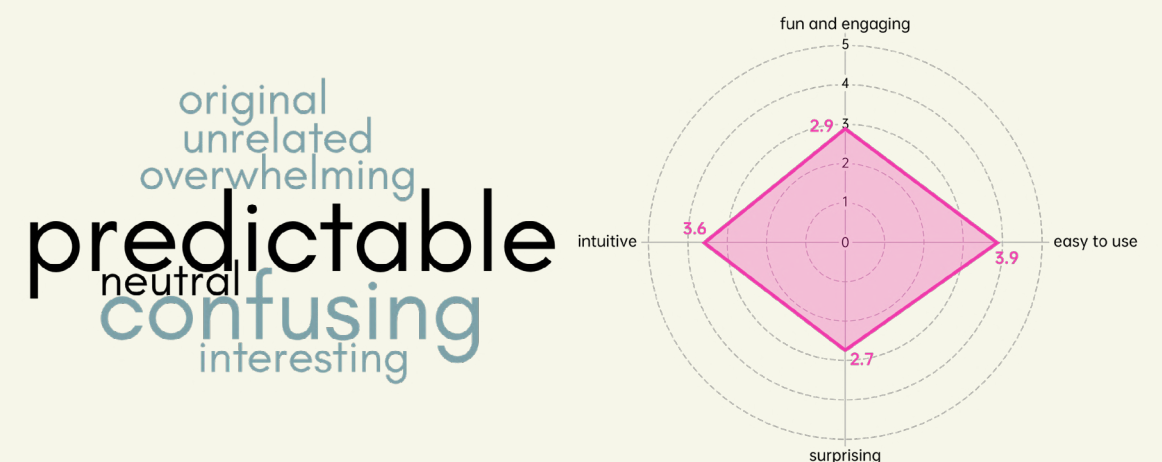 original
unrelated
overwhelming
predictable
neutral
confusing
interesting
fun and engaging
5
4
3
2.9
2
1
3.6
intuitive
0
easy to use
3.9
2.7
surprising